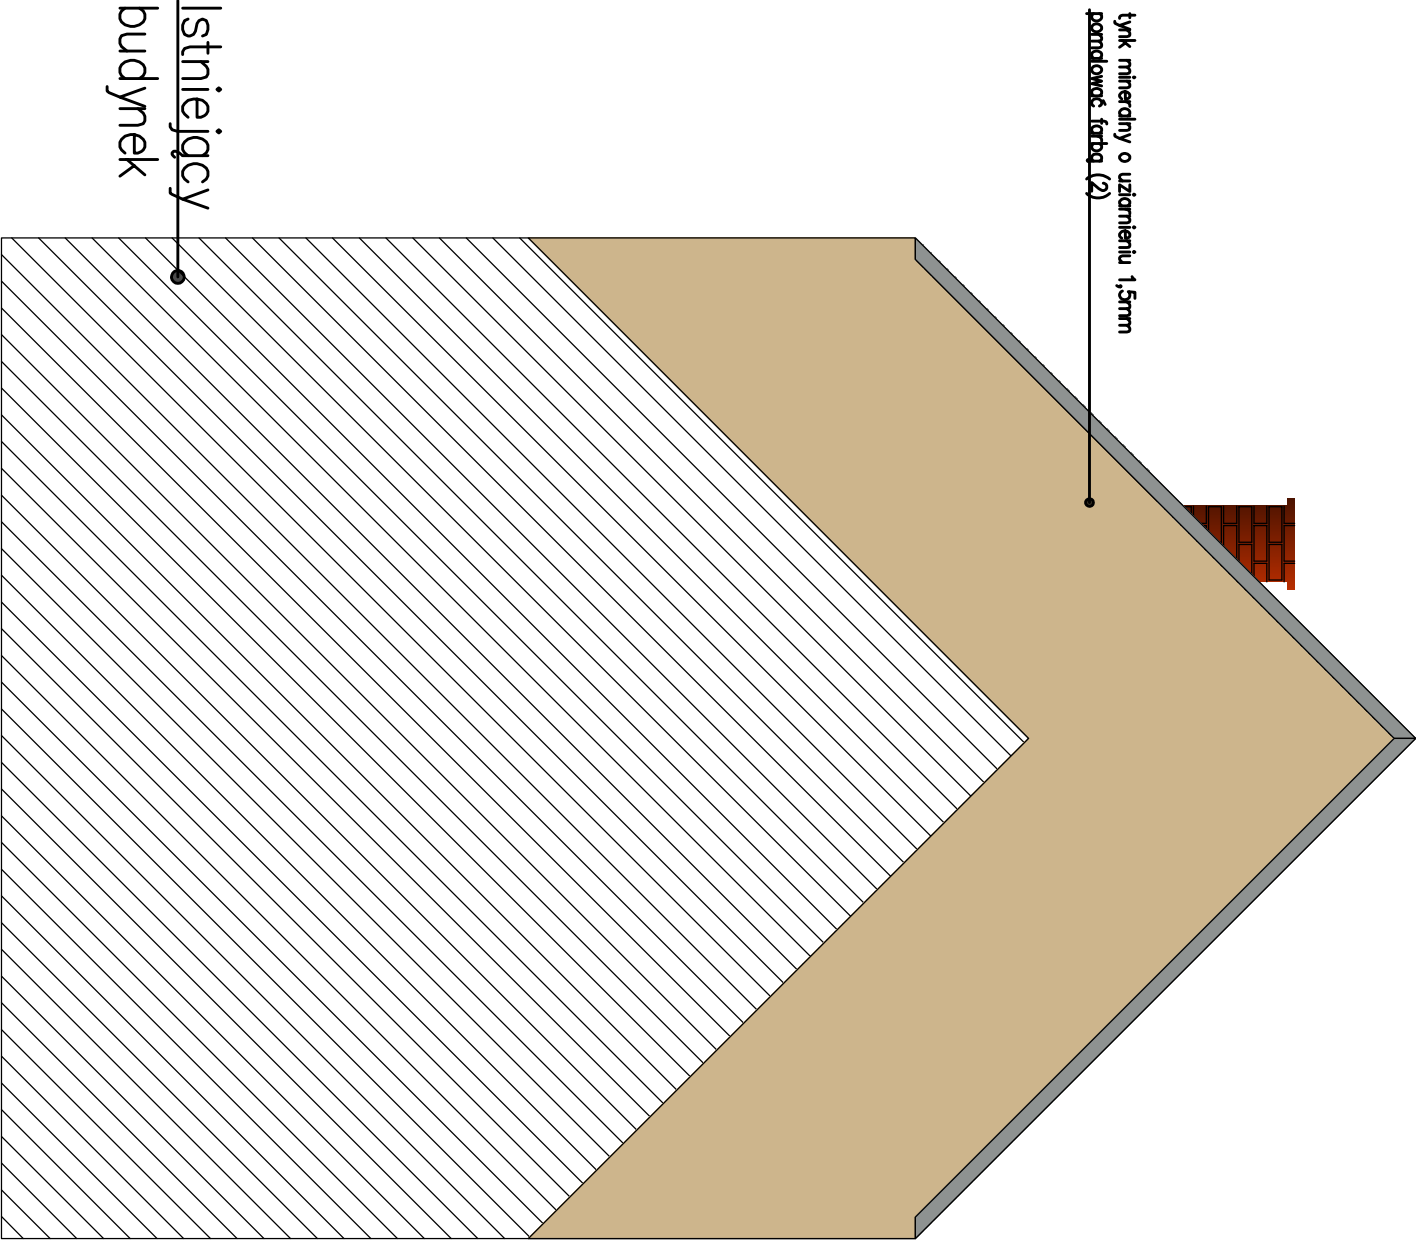 tynk mineralny o uziarnieniu 1,5mm
pomalować farbą (2)
Istniejący
budynek